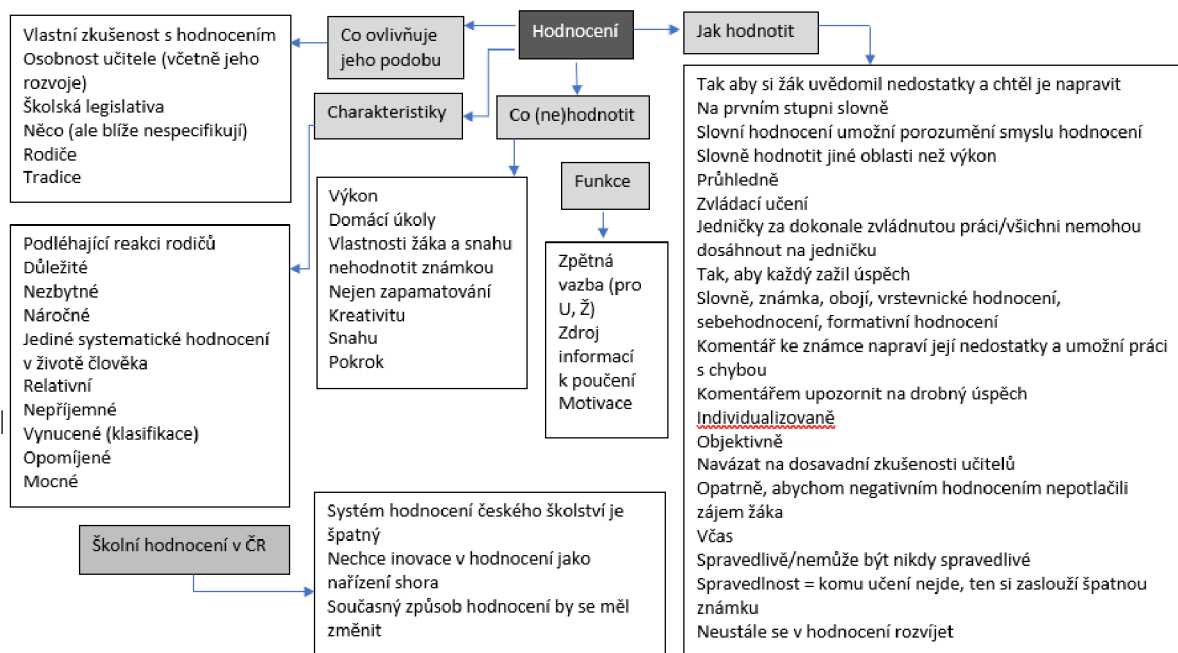 Hodnocení
Co ovlivňuje
jeho podobu
Vlastní zkušenost s hodnocením
Osobnost učitele (včetně jeho
rozvoje)
Školská legislativa
Něco (ale blíže nespecifikují)
Rodiče
Tradice
Charakteristiky
Podléhající reakci rodičů
Důležité
Nezbytné
Náročné
Jediné systematické hodnocení
v životě člověka
Relativní
Nepříjemné
Vynucené (klasifikace)
Opomíjené
Mocné
Co (ne)hodnotit
Výkon
Domácí úkoly
Vlastnosti žáka a snahu
nehodnotit známkou
Nejen zapamatování
Kreativitu
Snahu
Pokrok
Funkce
Zpětná
vazba (pro
U, Ž)
Zdroj
informací
k poučení
Motivace
Jak hodnotit
Tak aby si žák uvědomil nedostatky a chtěl je napravit
Na prvním stupni slovně
Slovní hodnocení umožní porozumění smyslu hodnocení
Slovně hodnotit jiné oblasti než výkon
Průhledně
Zvládací učení
Jedničky za dokonale zvládnutou práci/všichni nemohou
dosáhnout na jedničku
Tak, aby každý zažil úspěch
Slovně, známka, obojí, vrstevnické hodnocení,
sebehodnocení, formativní hodnocení
Komentář ke známce napraví její nedostatky a umožní práci
s chybou
Komentářem upozornit na drobný úspěch
Individualizovaně
Objektivně
Navázat na dosavadní zkušenosti učitelů
Opatrně, abychom negativním hodnocením nepotlačili
zájem žáka
Včas
Spravedlivě/nemůže být nikdy spravedlivé
Spravedlnost = komu učení nejde, ten si zaslouží špatnou
známku
Neustále se v hodnocení rozvíjet
Školní hodnocení v ČR
Systém hodnocení českého školství je
špatný
Nechce inovace v hodnocení jako
nařízení shora
Současný způsob hodnocení by se měl
změnit